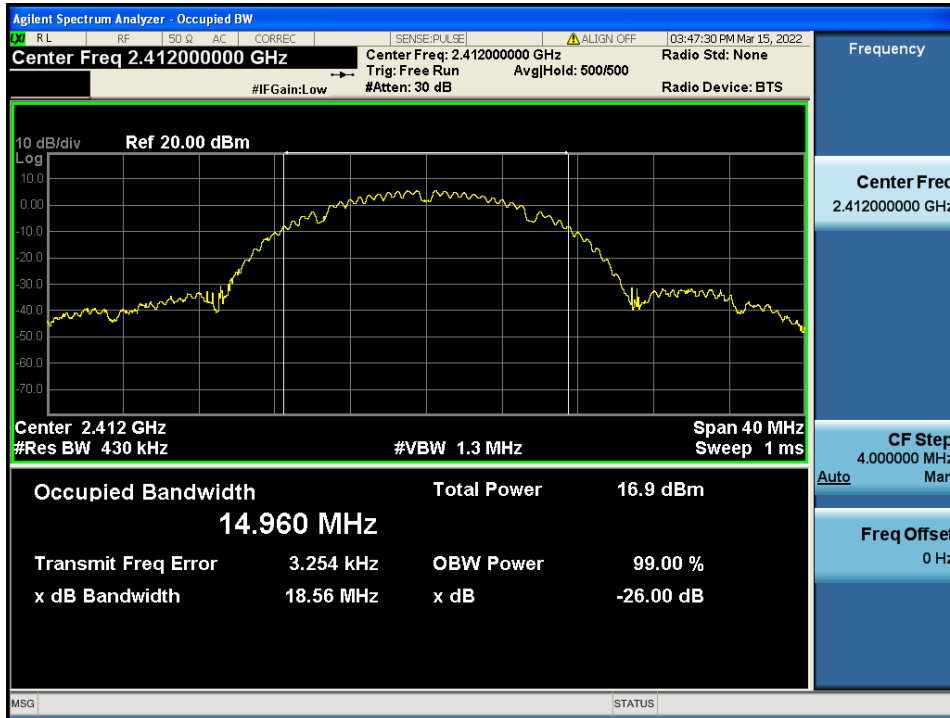 Agilent Spectrum Analyzer - Occupied BW
LXI RL RF 50 Ω AC CORREC SENSE:PULSE ALIGN OFF 03:47:30 PM Mar 15, 2022
Center Freq 2.412000000 GHz
Center Freq: 2.412000000 GHz Radio Std: None
Trig: Free Run Avg|Hold: 500/500
#IFGain:Low #Atten: 30 dB Radio Device: BTS
10 dB/div Ref 20.00 dBm
Log
10.0
0.00
-10.0
-20.0
-30.0
-40.0
-50.0
-60.0
-70.0
Center 2.412 GHz Span 40 MHz
#Res BW 430 kHz #VBW 1.3 MHz Sweep 1 ms
Occupied Bandwidth Total Power 16.9 dBm
14.960 MHz
Transmit Freq Error 3.254 kHz OBW Power 99.00 %
x dB Bandwidth 18.56 MHz x dB -26.00 dB
MSG STATUS
Frequency
Center Freq
2.412000000 GHz
CF Step
4.000000 MHz
Auto Man
Freq Offset
0 Hz